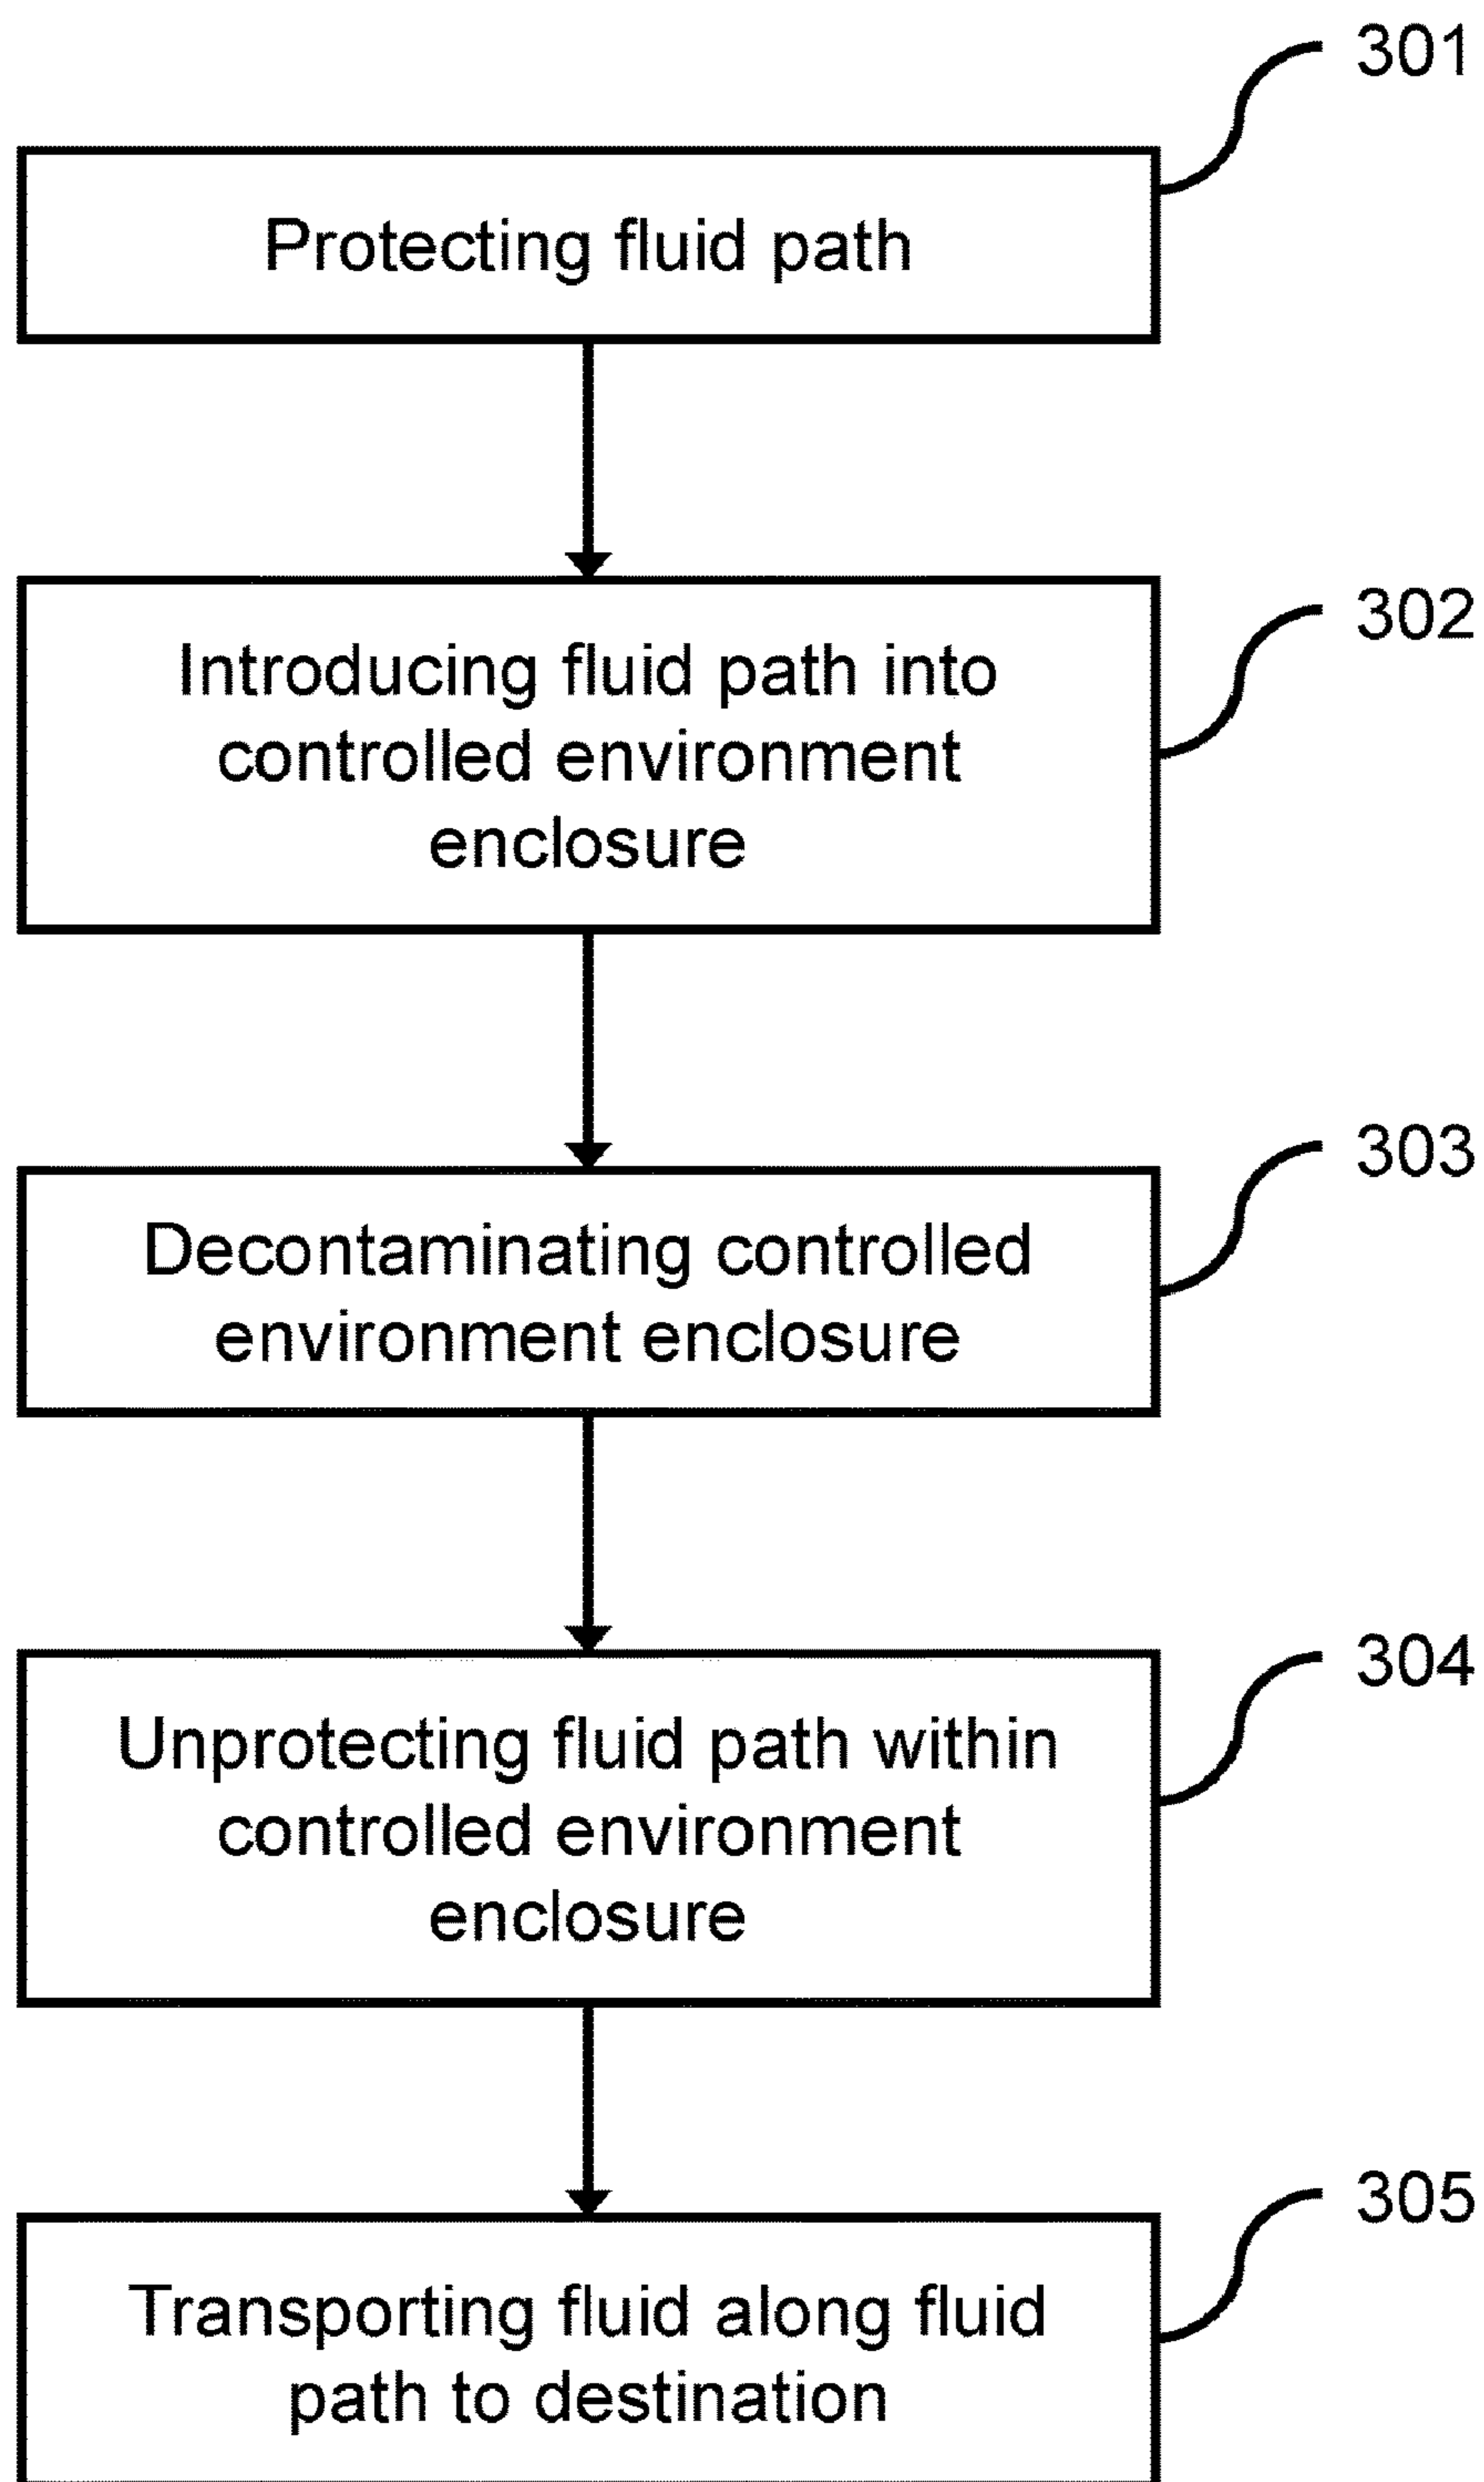 301
Protecting fluid path
302
Introducing fluid path into
controlled environment
enclosure
303
Decontaminating controlled
environment enclosure
304
Unprotecting fluid path within
controlled environment
enclosure
305
Transporting fluid along fluid
path to destination